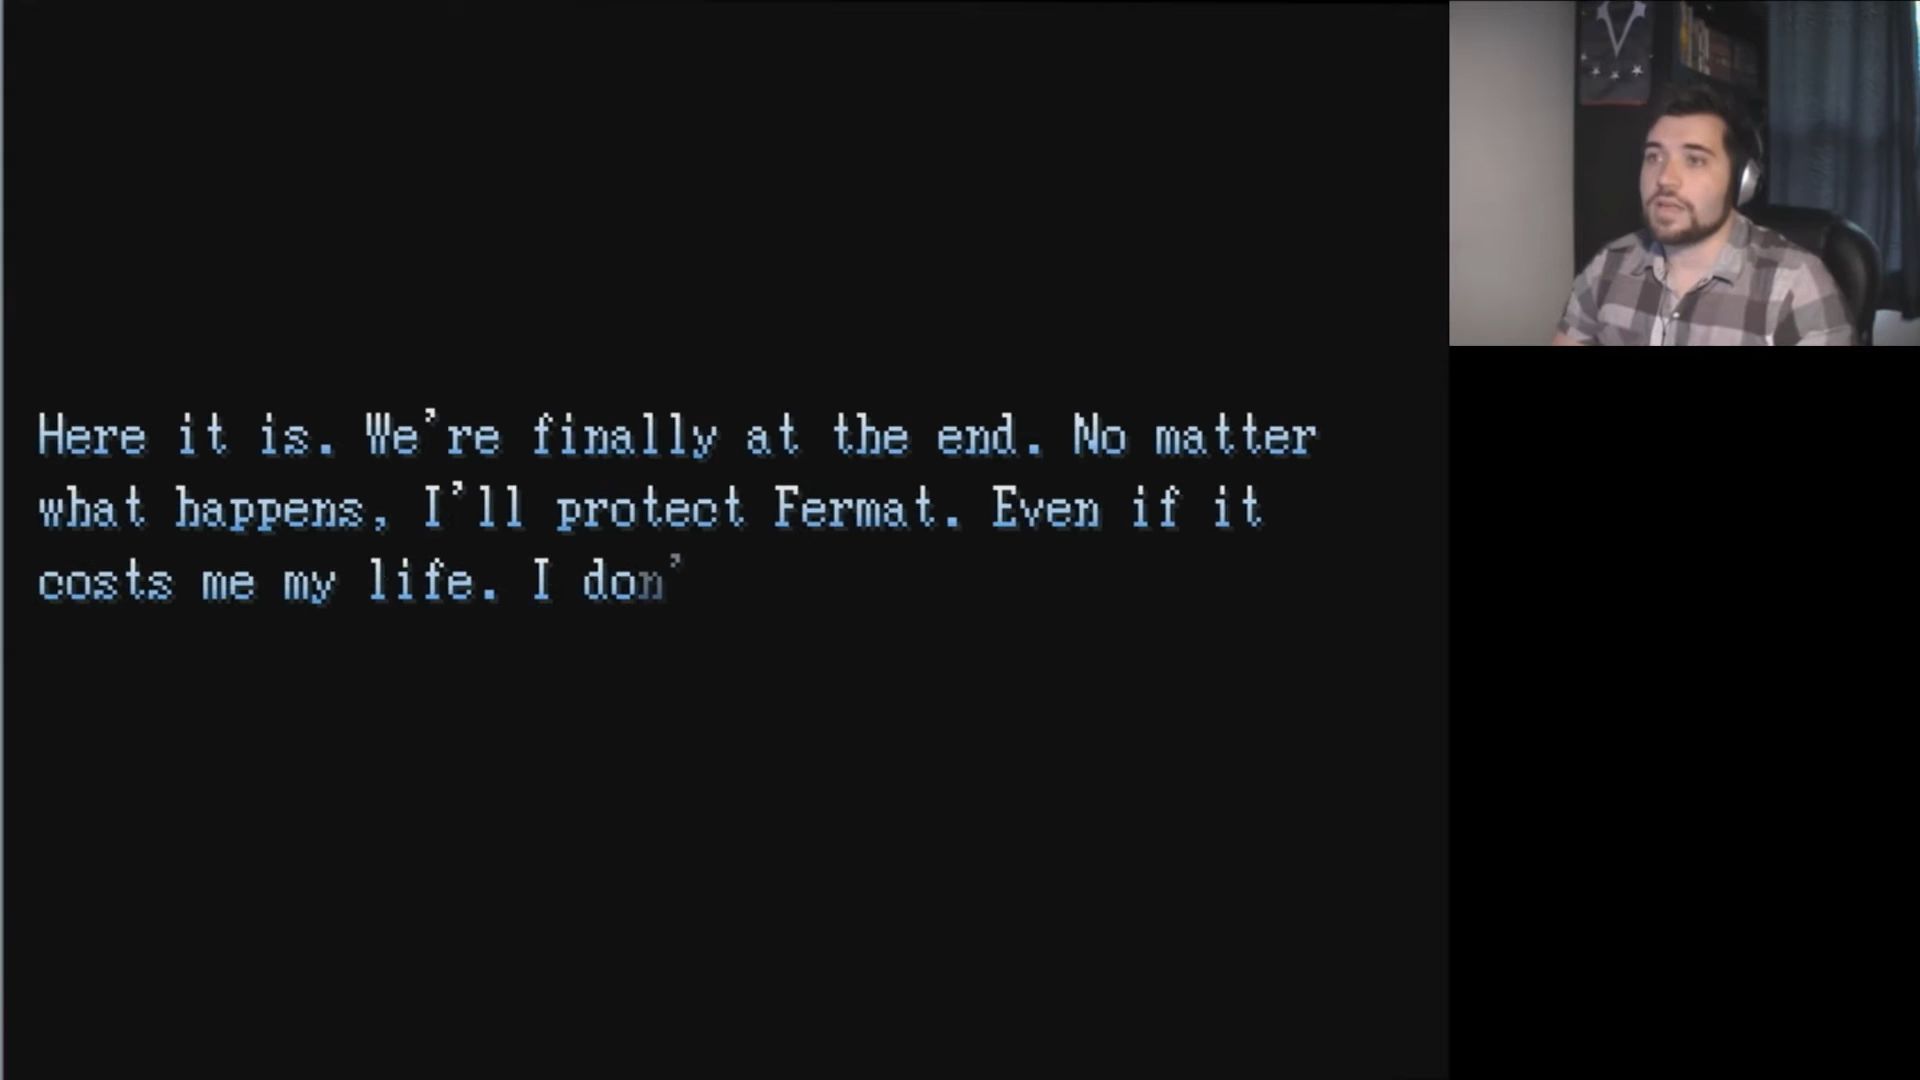 Here it is. We're finally at the end. No matter
what happens, I'll protect Fermat. Even if it
costs me my life. I don'